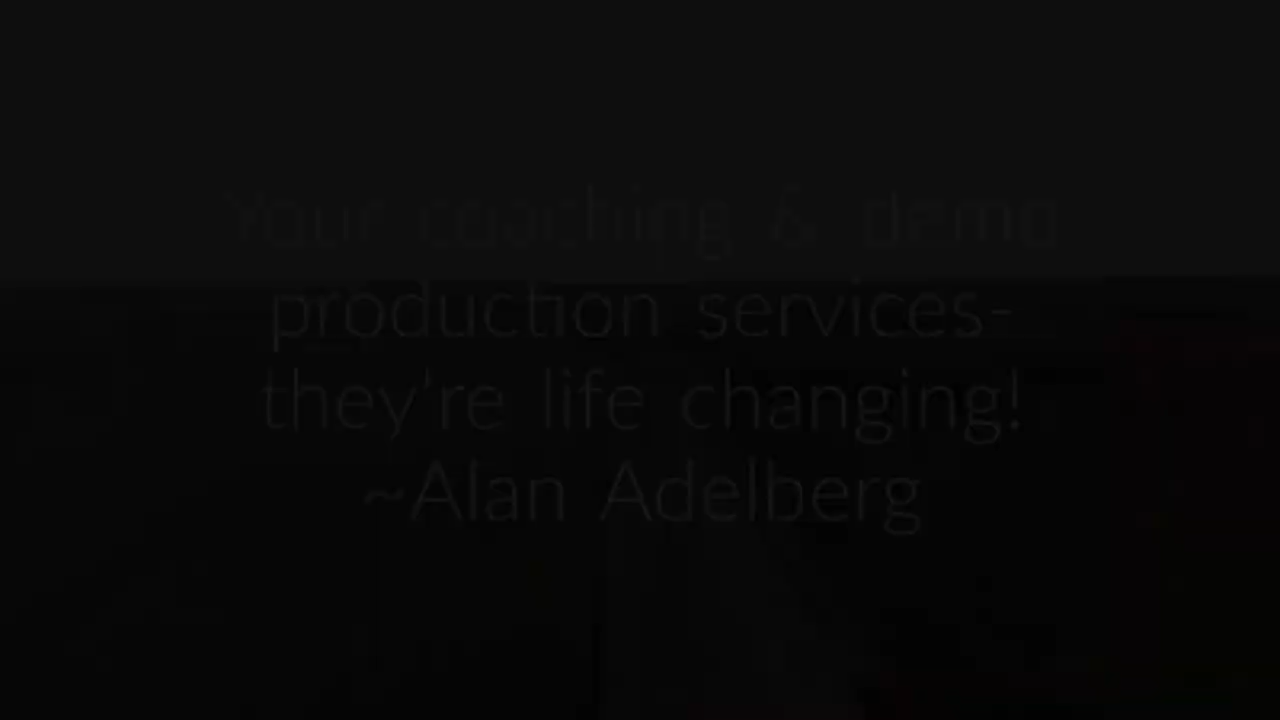 Your coaching & demo
production services-
they're life changing!
~Alan Adelberg